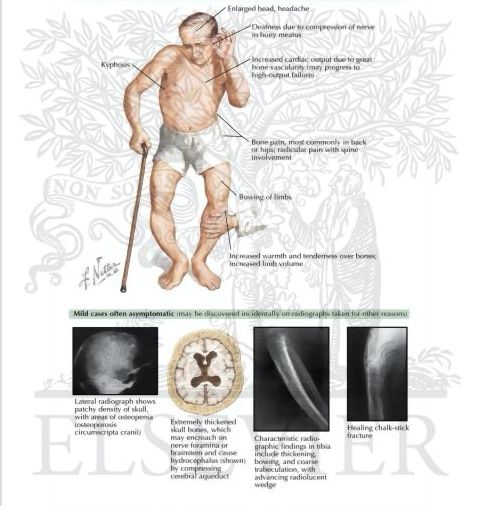 Enlarged head, headache
Deafness due to compression of nerve
in bony meatus
Increased cardiac output due to great
bone vascularity (may progress to
high-output failure)
Kyphosis
Bone pain, most commonly in back
or hips; radicular pain with spine
involvement
NON SOLUS
Bowing of limbs
Increased warmth and tenderness over bones;
increased limb volume
F. Netter
Mild cases often asymptomatic (may be discovered incidentally on radiographs taken for other reasons)
Lateral radiograph shows
patchy density of skull,
with areas of osteopenia
(osteoporosis
circumscripta cranii)
Extremely thickened
skull bones, which
may encroach on
nerve foramina or
brainstem and cause
hydrocephalus (shown)
by compressing
cerebral aqueduct
Characteristic radio-
graphic findings in tibia
include thickening,
bowing, and coarse
trabeculation, with
advancing radiolucent
wedge
Healing chalk-stick
fracture
ELSEVIER